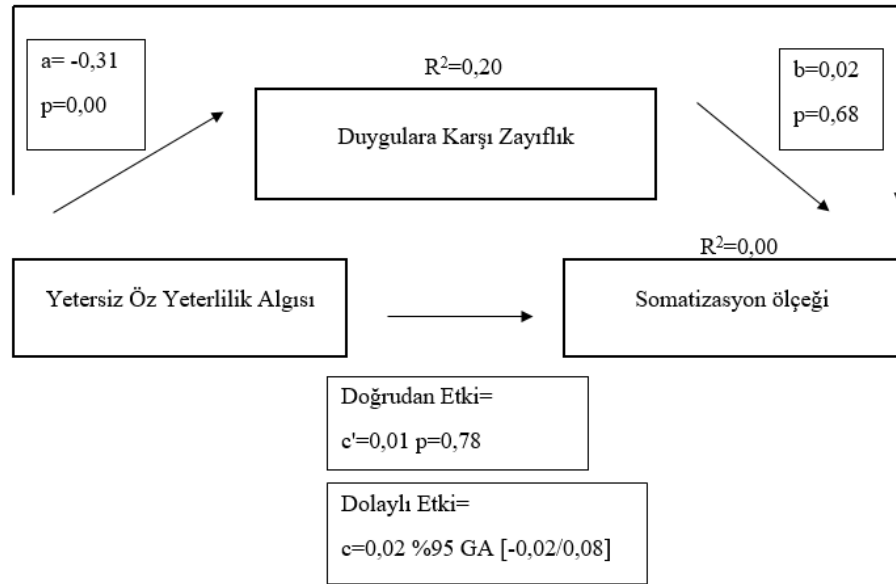 a= -0,31
p=0,00
R²=0,20
Duygulara Karşı Zayıflık
b=0,02
p=0,68
Yetersiz Öz Yeterlilik Algısı
R²=0,00
Somatizasyon ölçeği
Doğrudan Etki=
c'=0,01 p=0,78
Dolaylı Etki=
c=0,02 %95 GA [-0,02/0,08]